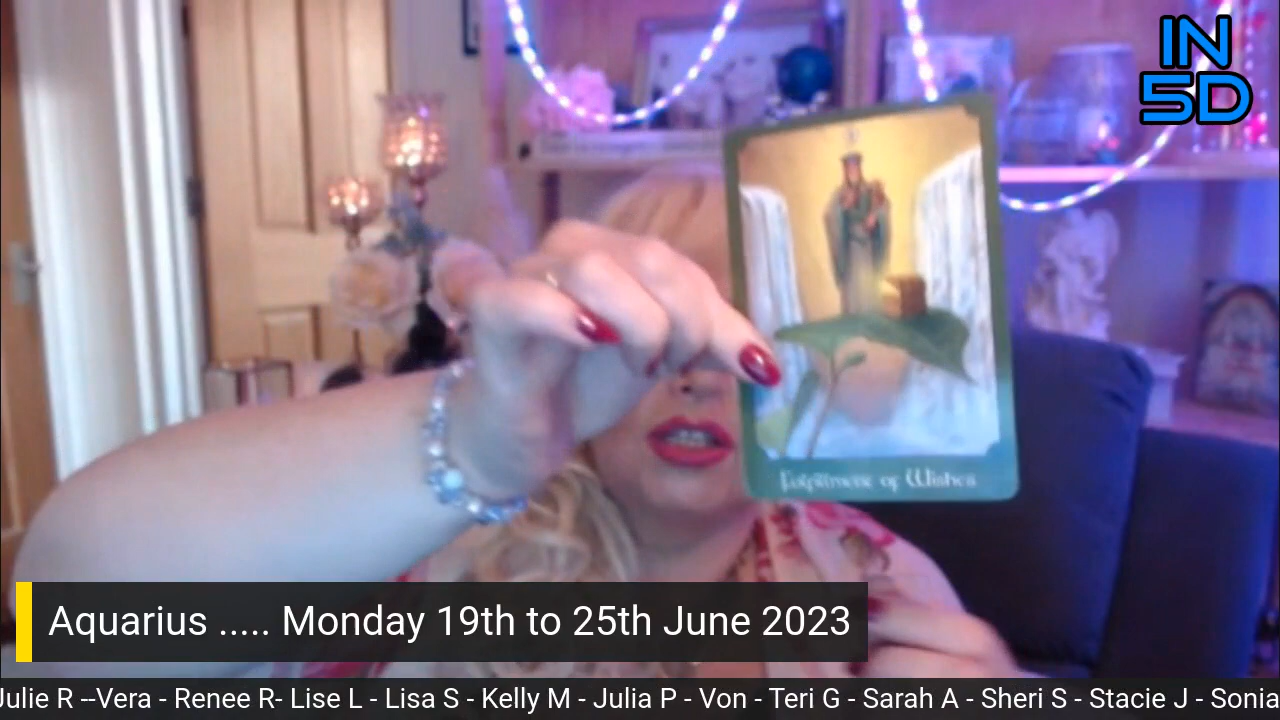 IN
5D
Fulfilment of Wishes
Aquarius ..... Monday 19th to 25th June 2023
Julie R --Vera - Renee R- Lise L - Lisa S - Kelly M - Julia P - Von - Teri G - Sarah A - Sheri S - Stacie J - Sonia